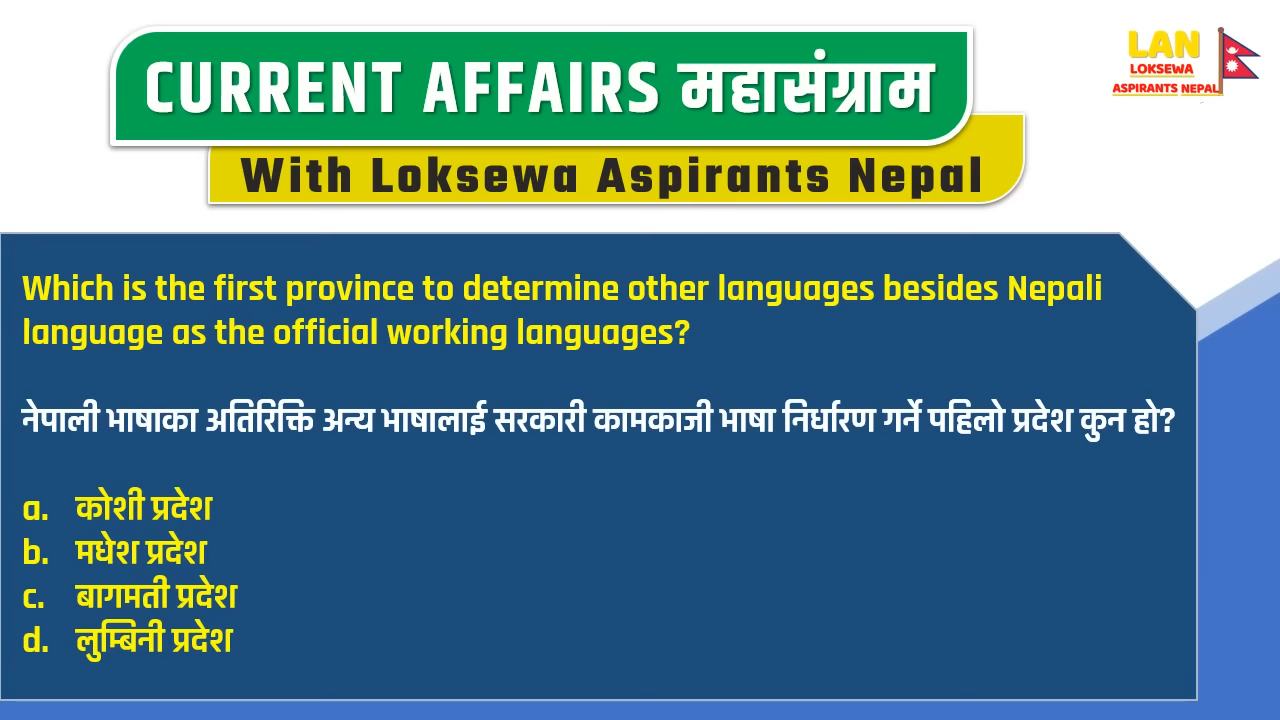 CURRENT AFFAIRS महासंग्राम
With Loksewa Aspirants Nepal
LAN
LOKSEWA
ASPIRANTS NEPAL
Which is the first province to determine other languages besides Nepali
language as the official working languages?
नेपाली भाषाका अतिरिक्ति अन्य भाषालाई सरकारी कामकाजी भाषा निर्धारण गर्ने पहिलो प्रदेश कुन हो?
a. कोशी प्रदेश
b. मधेश प्रदेश
c. बागमती प्रदेश
d. लुम्बिनी प्रदेश